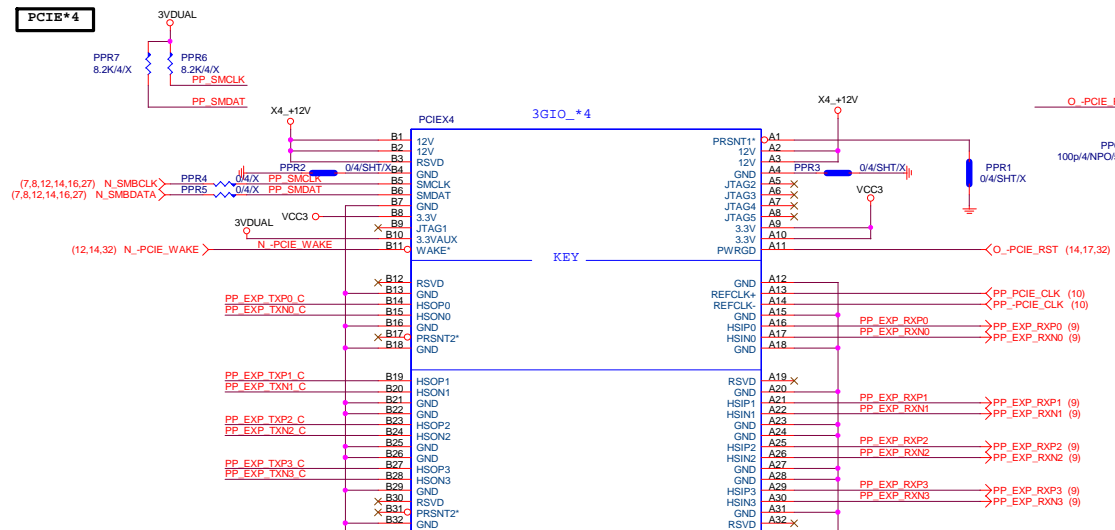 PCIE*4
3VDUAL
PPR7
8.2K/4/X
PPR6
8.2K/4/X
PP_SMCLK
PP_SMDAT
X4_+12V
PCIEX4
3GIO_*4
X4_+12V
O_-PCIE_
100p/4/NPO/
B1 12V
B2 12V
B3 RSVD
PPR2 0/4/SHT/X B4 GND
(7,8,12,14,16,27) N_SMBCLK PPR4 0/4/X PP_SMCLK B5 SMCLK
(7,8,12,14,16,27) N_SMBDATA PPR5 0/4/X PP_SMDAT B6 SMDAT
B7 GND
VCC3 B8 3.3V
B9 JTAG1
3VDUAL B10 3.3VAUX
(12,14,32) N_-PCIE_WAKE N_-PCIE_WAKE B11 WAKE*
PRSNT1* A1
12V A2
12V A3
GND A4 PPR3 0/4/SHT/X
PPR1
0/4/SHT/X
JTAG2 A5
JTAG3 A6
JTAG4 A7
JTAG5 A8
VCC3
3.3V A9
3.3V A10
PWRGD A11 O_-PCIE_RST (14,17,32)
KEY
B12 RSVD
B13 GND
PP_EXP_TXP0_C B14 HSOP0
PP_EXP_TXN0_C B15 HSON0
B16 GND
B17 PRSNT2*
B18 GND
GND A12
REFCLK+ A13 PP_PCIE_CLK (10)
REFCLK- A14 PP_-PCIE_CLK (10)
GND A15
HSIP0 A16 PP_EXP_RXP0 PP_EXP_RXP0 (9)
HSIN0 A17 PP_EXP_RXN0 PP_EXP_RXN0 (9)
GND A18
PP_EXP_TXP1_C B19 HSOP1
PP_EXP_TXN1_C B20 HSON1
B21 GND
B22 GND
PP_EXP_TXP2_C B23 HSOP2
PP_EXP_TXN2_C B24 HSON2
B25 GND
B26 GND
PP_EXP_TXP3_C B27 HSOP3
PP_EXP_TXN3_C B28 HSON3
B29 GND
B30 RSVD
B31 PRSNT2*
B32 GND
RSVD A19
GND A20
HSIP1 A21 PP_EXP_RXP1 PP_EXP_RXP1 (9)
HSIN1 A22 PP_EXP_RXN1 PP_EXP_RXN1 (9)
GND A23
GND A24
HSIP2 A25 PP_EXP_RXP2 PP_EXP_RXP2 (9)
HSIN2 A26 PP_EXP_RXN2 PP_EXP_RXN2 (9)
GND A27
GND A28
HSIP3 A29 PP_EXP_RXP3 PP_EXP_RXP3 (9)
HSIN3 A30 PP_EXP_RXN3 PP_EXP_RXN3 (9)
GND A31
RSVD A32